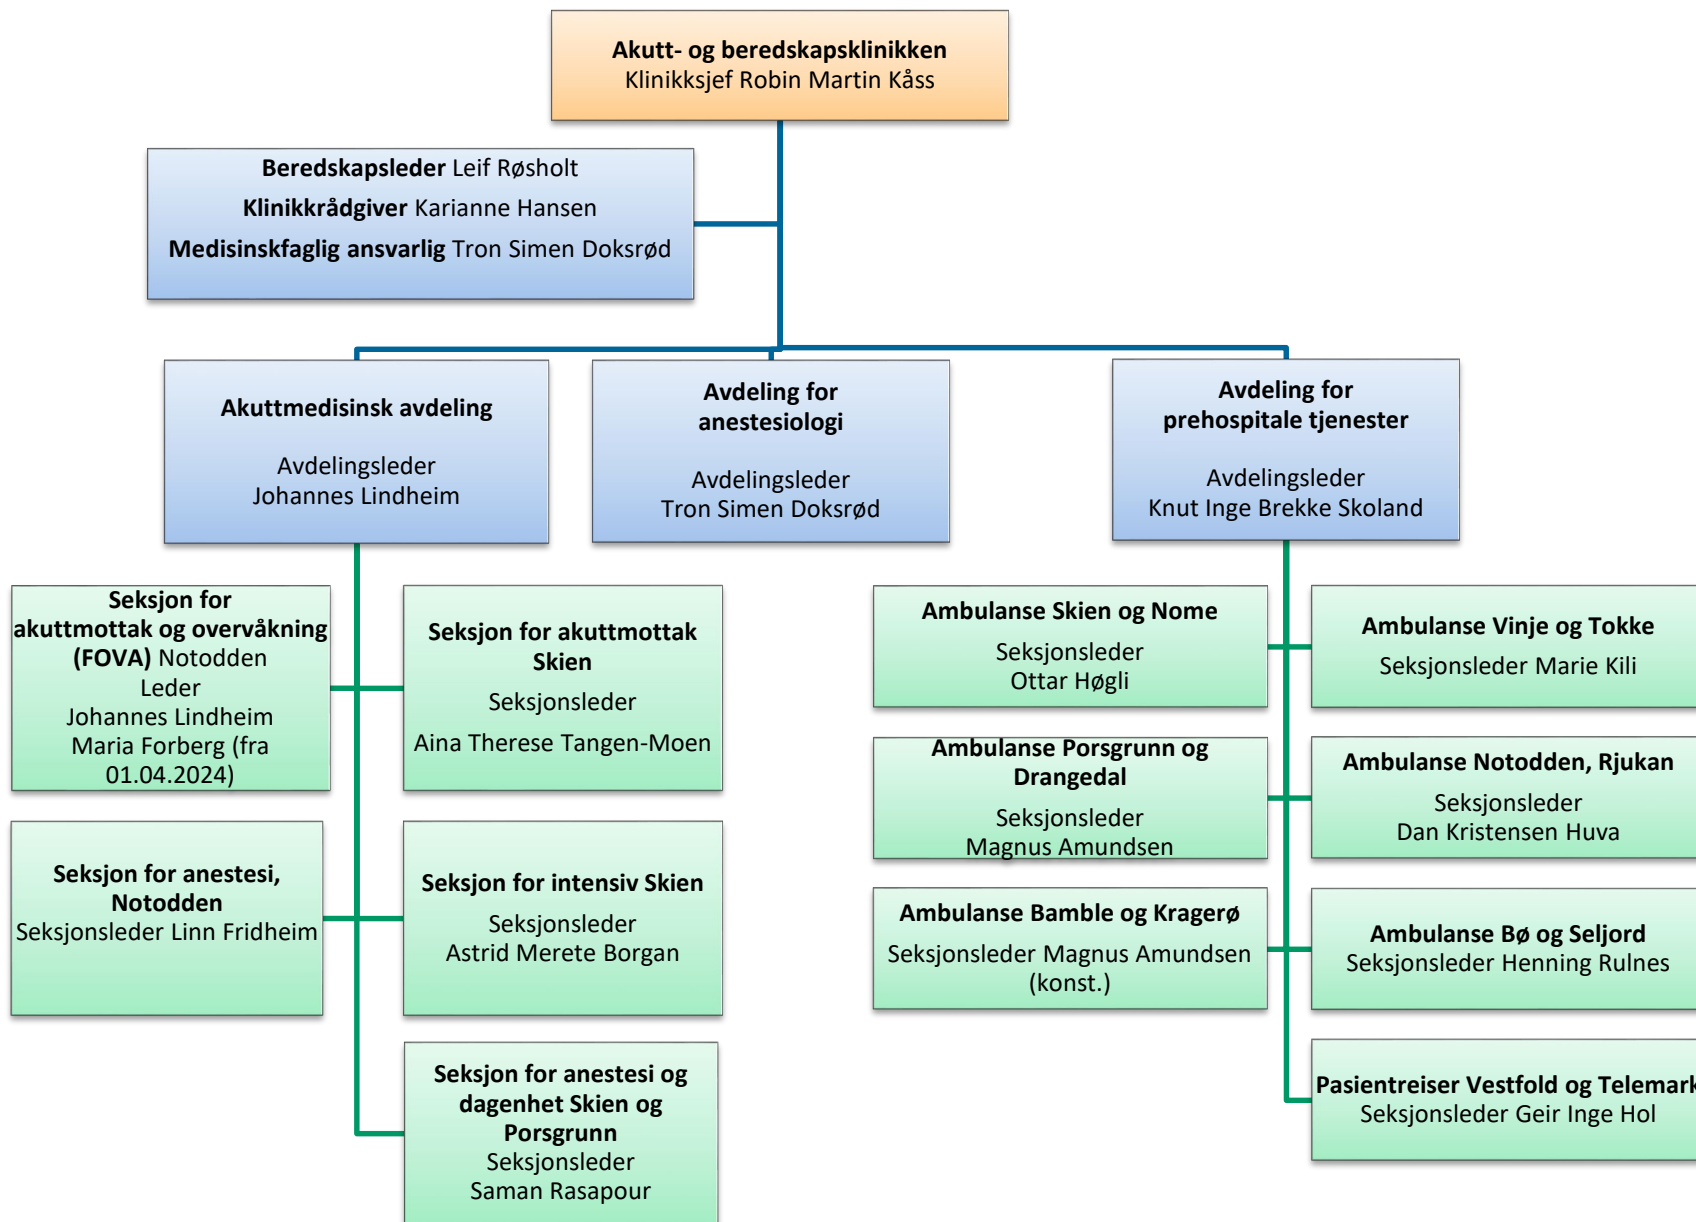 Akutt- og beredskapsklinikken
Klinikksjef Robin Martin Kåss
Beredskapsleder Leif Røsholt
Klinikkrådgiver Karianne Hansen
Medisinskfaglig ansvarlig Tron Simen Doksrød
Akuttmedisinsk avdeling
Avdelingsleder
Johannes Lindheim
Avdeling for
anestesiologi
Avdelingsleder
Tron Simen Doksrød
Avdeling for
prehospitale tjenester
Avdelingsleder
Knut Inge Brekke Skoland
Seksjon for
akuttmottak og overvåkning
(FOVA) Notodden
Leder
Johannes Lindheim
Maria Forberg (fra
01.04.2024)
Seksjon for akuttmottak
Skien
Seksjonsleder
Aina Therese Tangen-Moen
Seksjon for anestesi,
Notodden
Seksjonsleder Linn Fridheim
Seksjon for intensiv Skien
Seksjonsleder
Astrid Merete Borgan
Seksjon for anestesi og
dagenhet Skien og
Porsgrunn
Seksjonsleder
Saman Rasapour
Ambulanse Skien og Nome
Seksjonsleder
Ottar Høgli
Ambulanse Vinje og Tokke
Seksjonsleder Marie Kili
Ambulanse Porsgrunn og
Drangedal
Seksjonsleder
Magnus Amundsen
Ambulanse Notodden, Rjukan
Seksjonsleder
Dan Kristensen Huva
Ambulanse Bamble og Kragerø
Seksjonsleder Magnus Amundsen
(konst.)
Ambulanse Bø og Seljord
Seksjonsleder Henning Rulnes
Pasientreiser Vestfold og Telemark
Seksjonsleder Geir Inge Hol